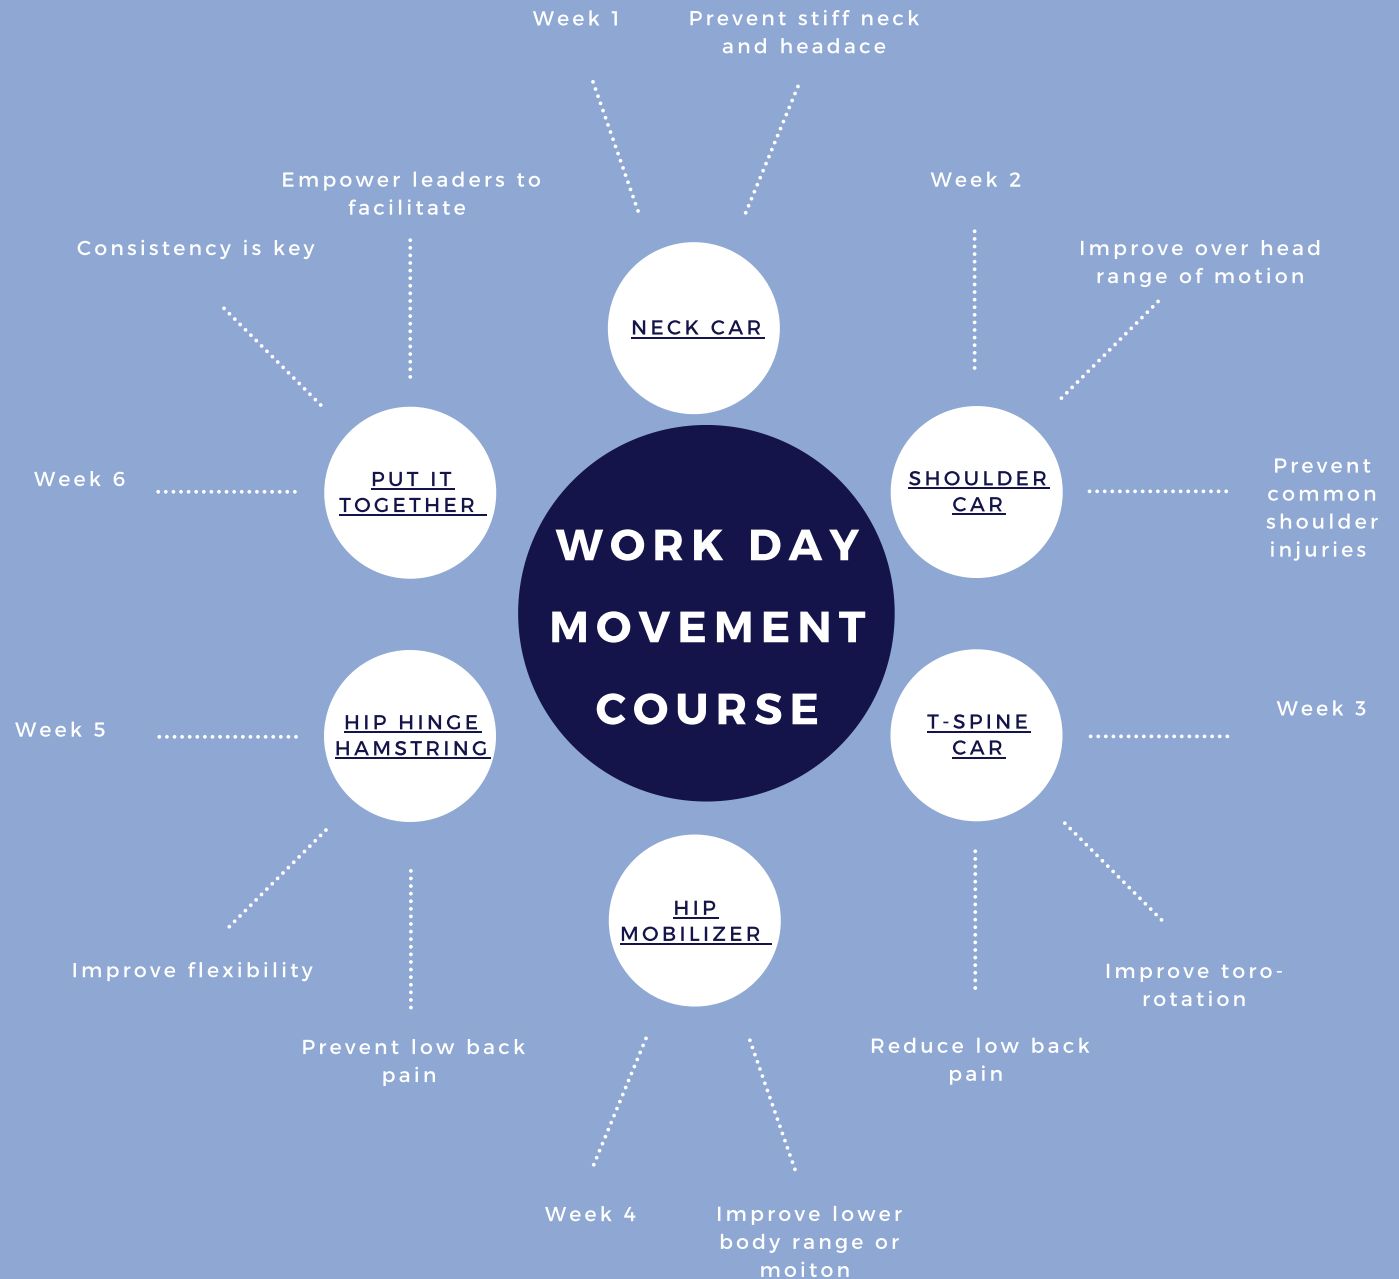 Week 1
Prevent stiff neck
and headace
NECK CAR
Week 2
Improve over head
range of motion
Prevent
common
shoulder
injuries
SHOULDER
CAR
Week 3
Improve toro-
rotation
Reduce low back
pain
T-SPINE
CAR
Week 4
Improve lower
body range or
moiton
HIP
MOBILIZER
Week 5
Improve flexibility
Prevent low back
pain
HIP HINGE
HAMSTRING
Week 6
Consistency is key
Empower leaders to
facilitate
PUT IT
TOGETHER
WORK DAY
MOVEMENT
COURSE